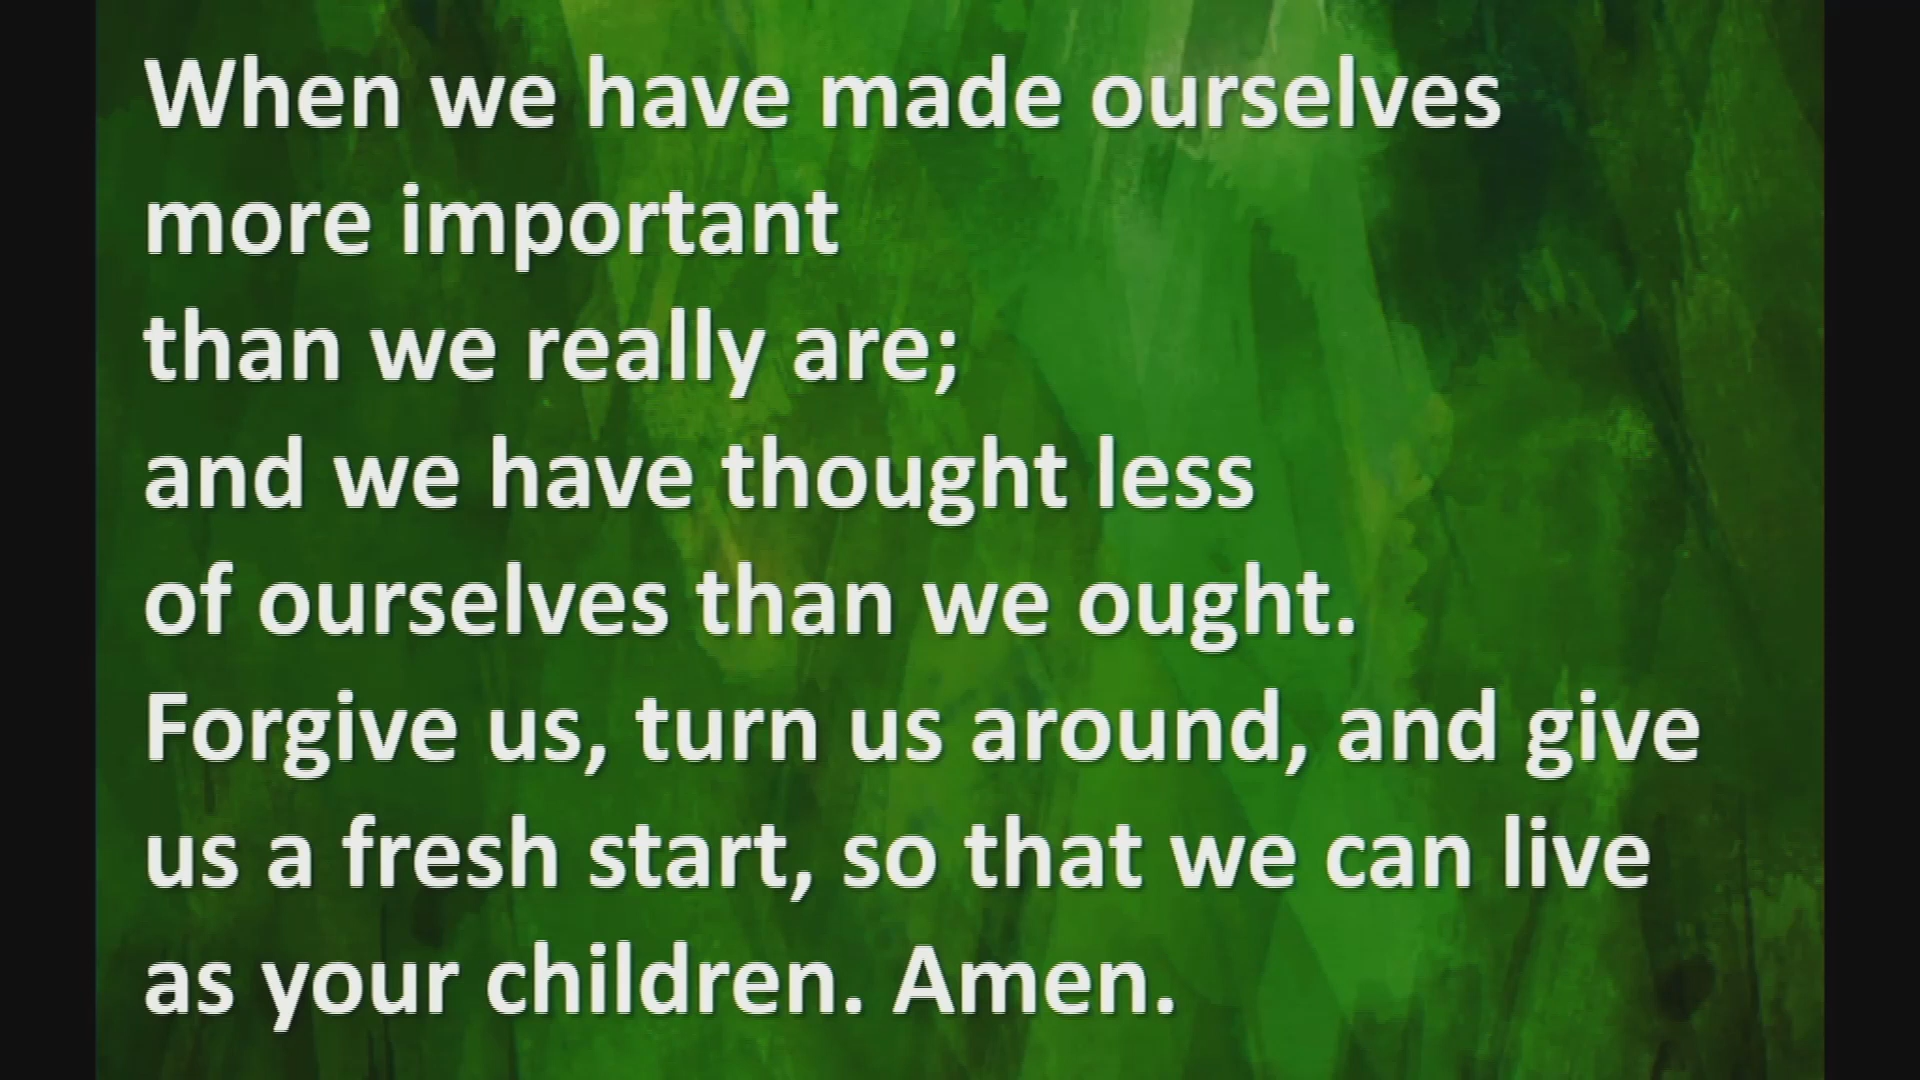 When we have made ourselves
more important
than we really are;
and we have thought less
of ourselves than we ought.
Forgive us, turn us around, and give
us a fresh start, so that we can live
as your children. Amen.